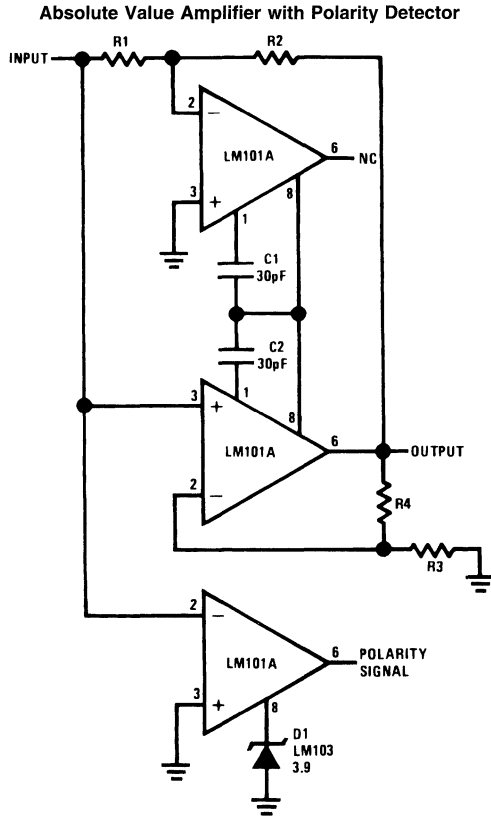 Absolute Value Amplifier with Polarity Detector
R1
R2
INPUT
2
−
LM101A
6
NC
8
3
+
1
C1
30pF
C2
30pF
1
3
+
8
LM101A
6
OUTPUT
2
−
R4
R3
2
−
LM101A
6
POLARITY
SIGNAL
3
+
8
D1
LM103
3.9